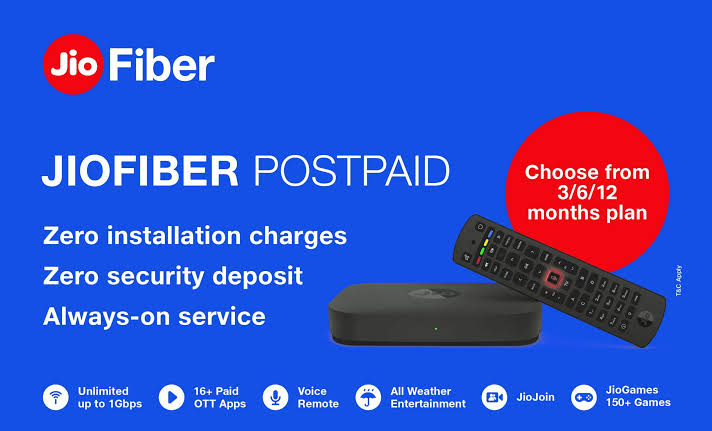 Jio Fiber
JIOFIBER POSTPAID
Choose from
3/6/12
months plan
Zero installation charges
Zero security deposit
Always-on service
T&C Apply
Unlimited
up to 1Gbps
16+ Paid
OTT Apps
Voice
Remote
All Weather
Entertainment
JioJoin
JioGames
150+ Games